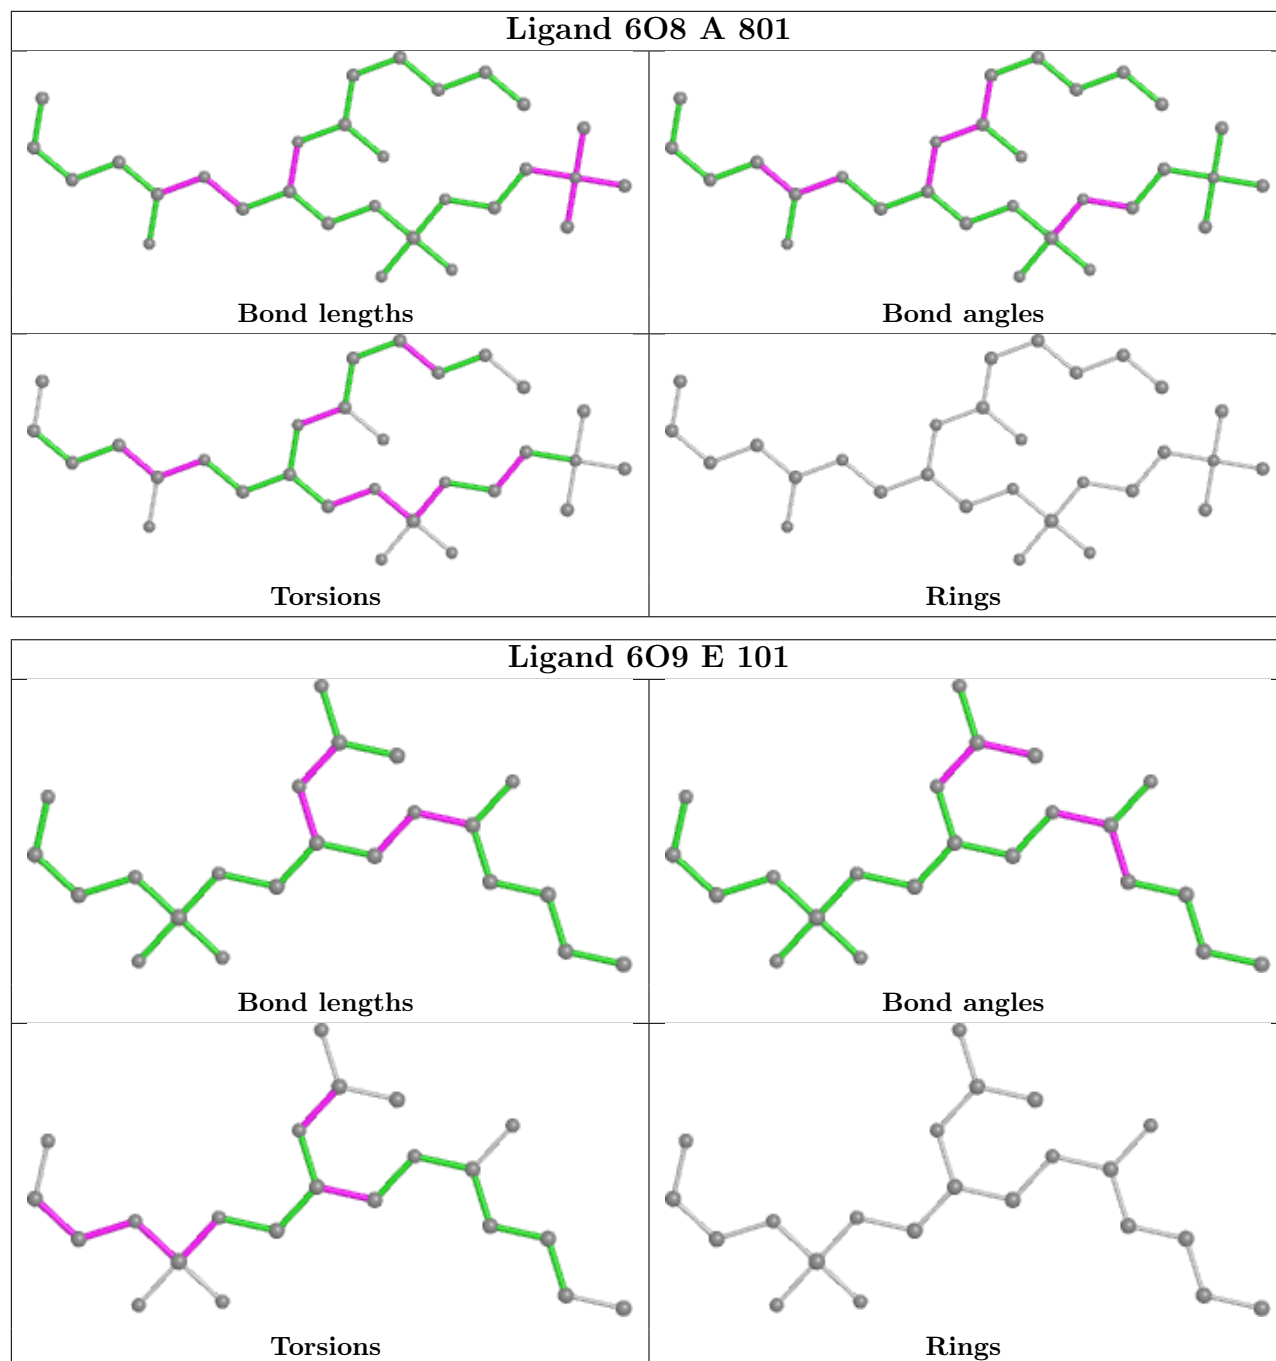 Ligand 6O8 A 801
Bond lengths
Bond angles
Torsions
Rings
Ligand 6O9 E 101
Bond lengths
Bond angles
Torsions
Rings